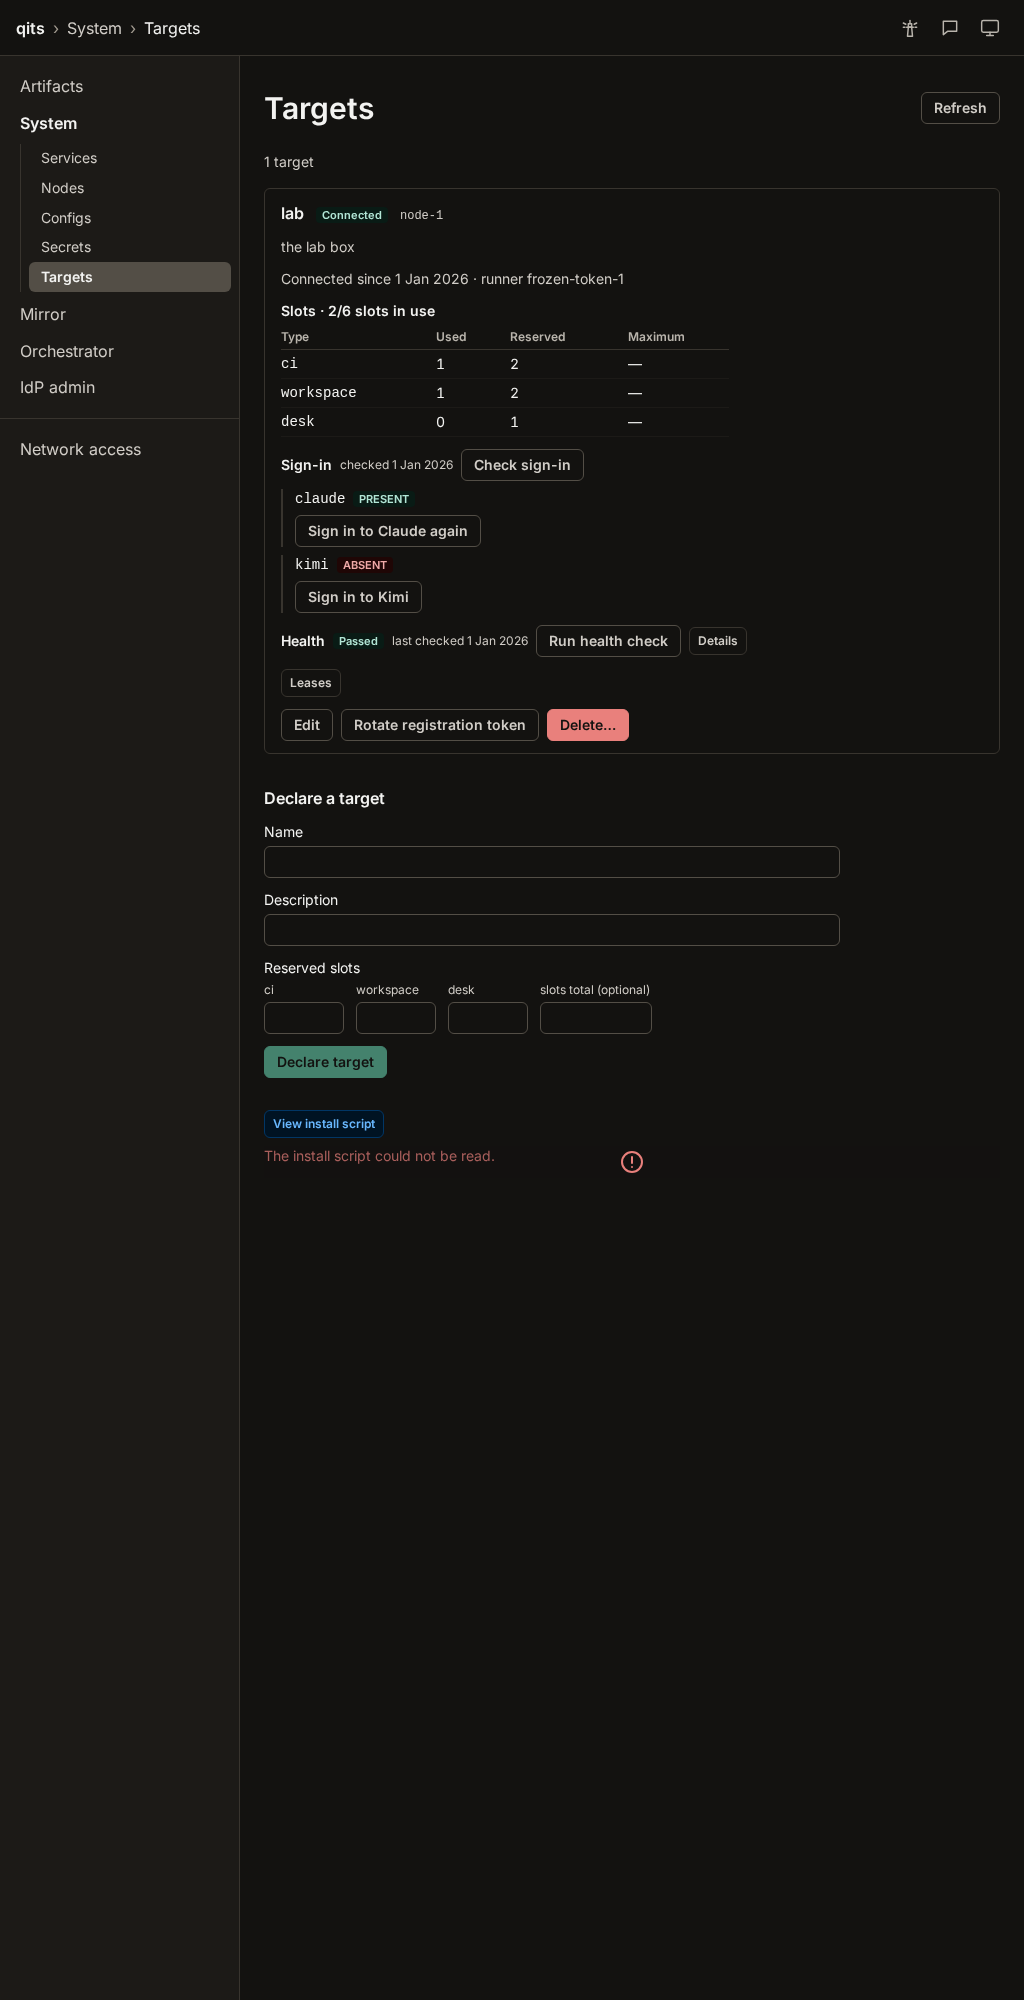 qits › System › Targets
Artifacts
System
Services
Nodes
Configs
Secrets
Targets
Mirror
Orchestrator
IdP admin
Network access
Targets
Refresh
1 target
lab Connected node-1
the lab box
Connected since 1 Jan 2026 · runner frozen-token-1
Slots · 2/6 slots in use
Type Used Reserved Maximum
ci 1 2 —
workspace 1 2 —
desk 0 1 —
Sign-in checked 1 Jan 2026 Check sign-in
claude PRESENT
Sign in to Claude again
kimi ABSENT
Sign in to Kimi
Health Passed last checked 1 Jan 2026 Run health check Details
Leases
Edit Rotate registration token Delete…
Declare a target
Name
Description
Reserved slots
ci workspace desk slots total (optional)
Declare target
View install script
The install script could not be read.